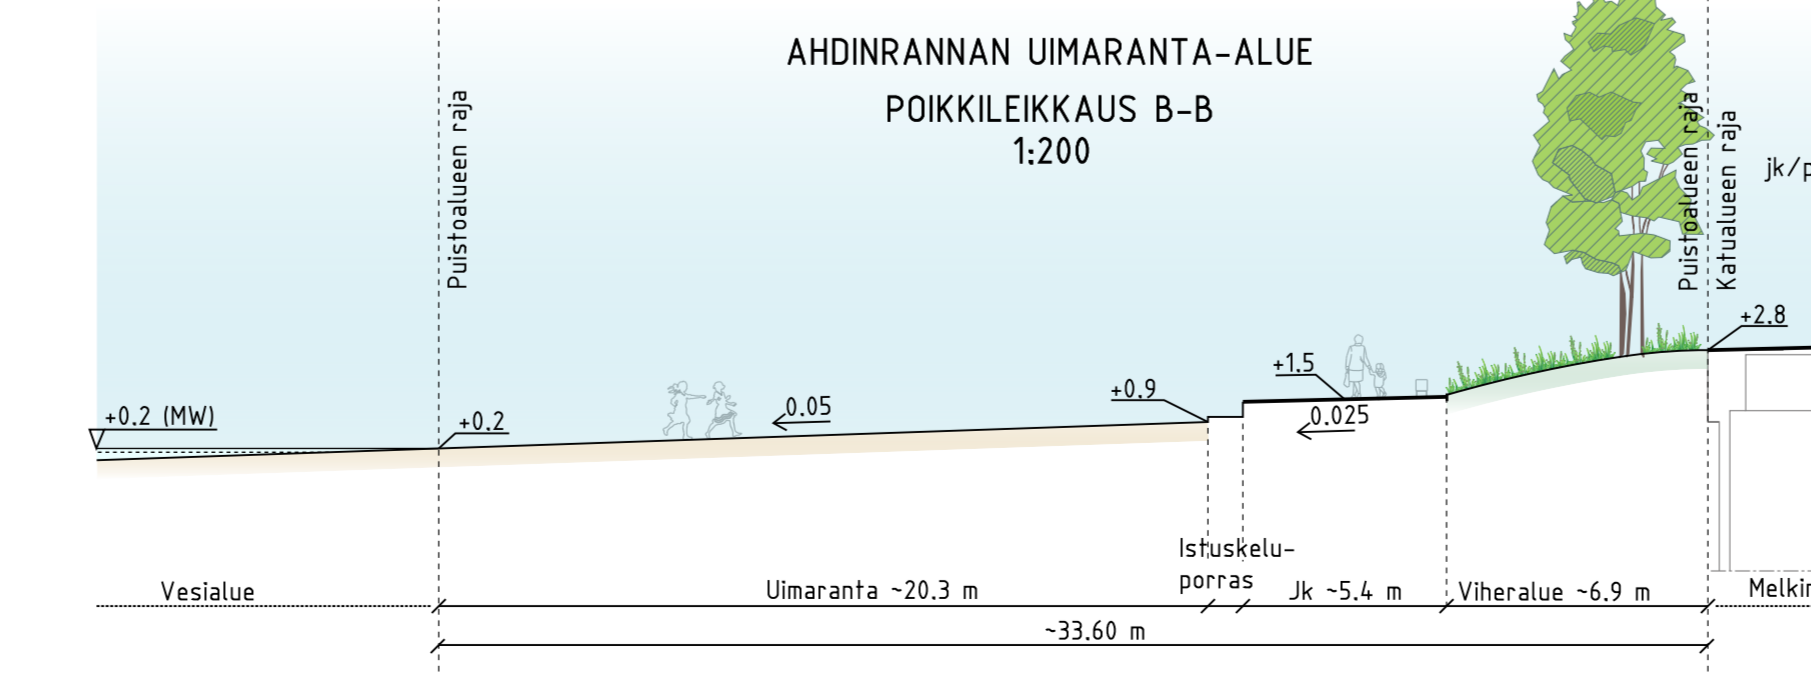 AHDINRANNAN UIMARANTA-ALUE
POIKKILEIKKAUS B-B
1:200
Puistoalueen raja
Puistoalueen raja
Katualueen raja
jk/p
+2.8
+1.5
+0.9
0.05
0.025
+0.2 (MW)
+0.2
Istuskelu-
porras
Vesialue
Uimaranta ~20.3 m
Jk ~5.4 m
Viheralue ~6.9 m
Melkin
~33.60 m